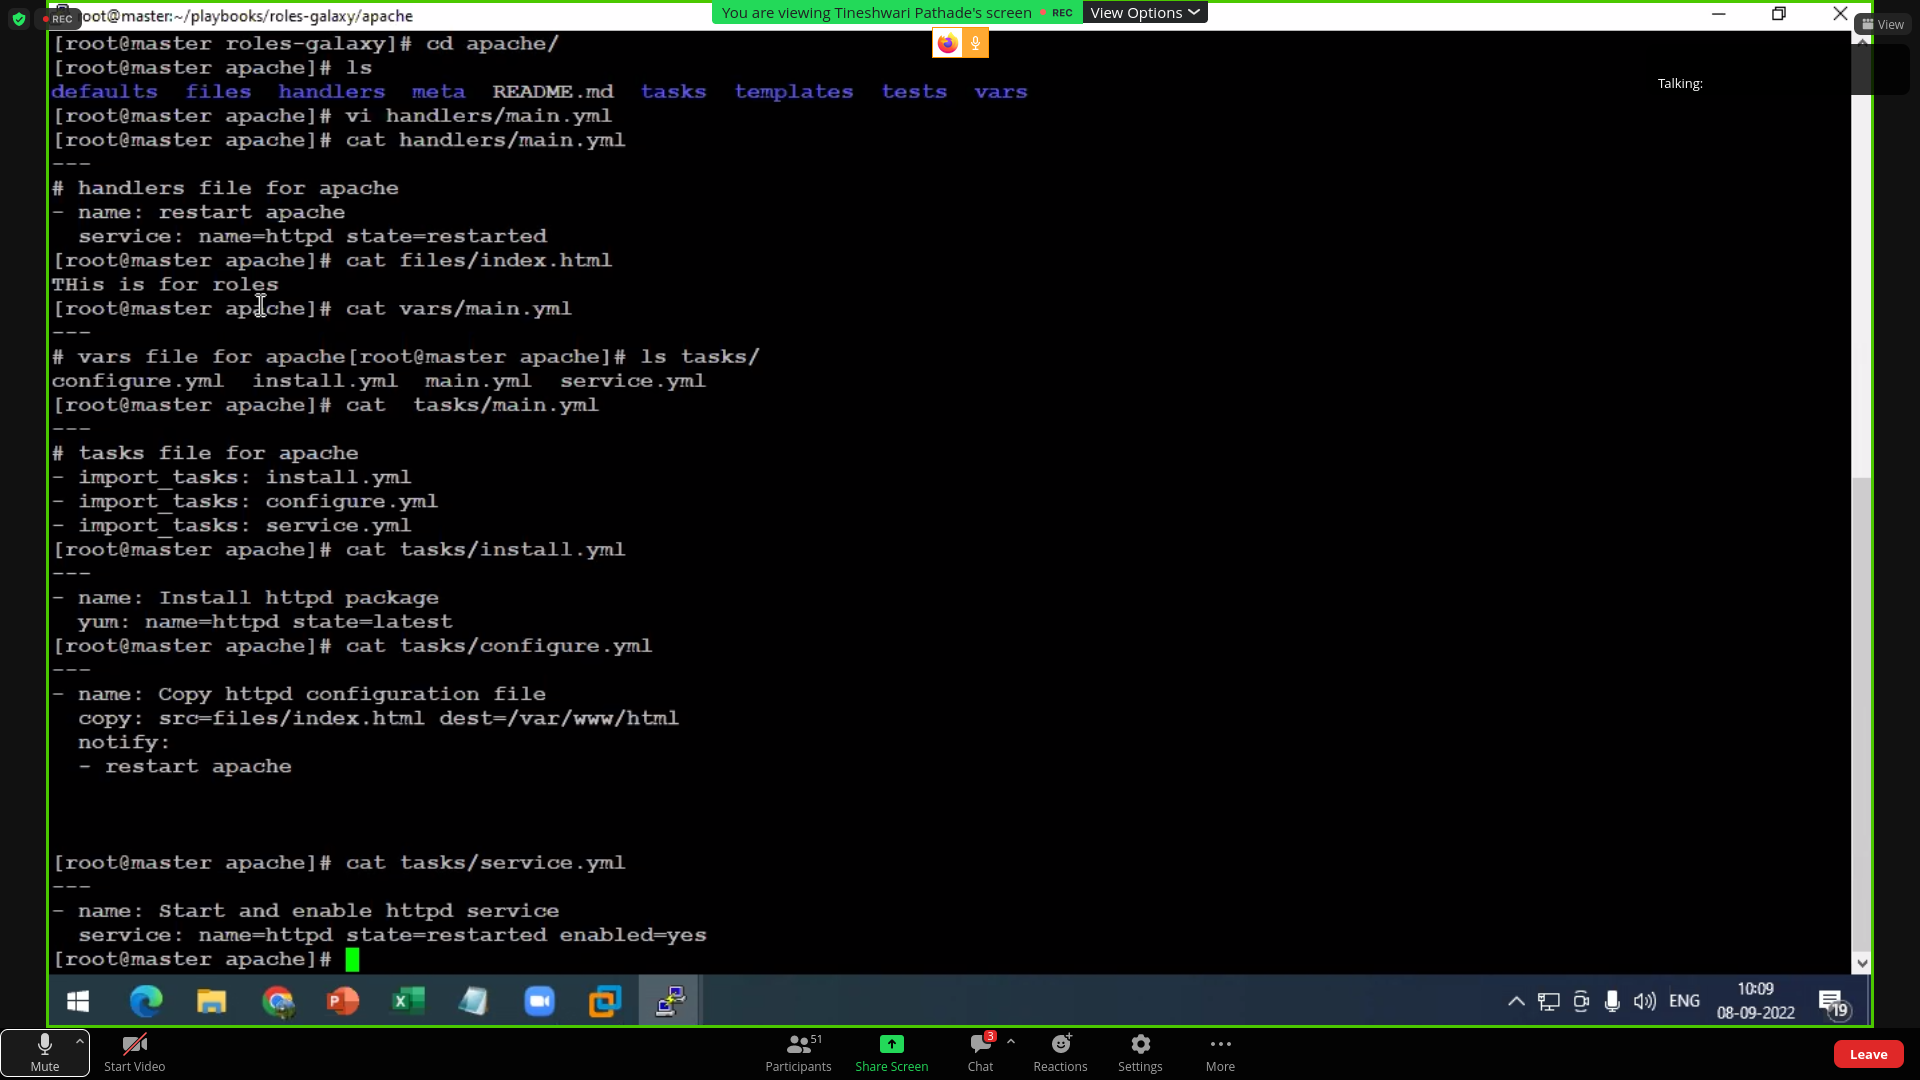 REC
root@master:~/playbooks/roles-galaxy/apache
You are viewing Tineshwari Pathade's screen
REC
View Options
View
Talking:
[root@master roles-galaxy]# cd apache/
[root@master apache]# ls
defaults files handlers meta README.md tasks templates tests vars
[root@master apache]# vi handlers/main.yml
[root@master apache]# cat handlers/main.yml
---
# handlers file for apache
- name: restart apache
  service: name=httpd state=restarted
[root@master apache]# cat files/index.html
THis is for roles
[root@master apache]# cat vars/main.yml
---
# vars file for apache[root@master apache]# ls tasks/
configure.yml  install.yml  main.yml  service.yml
[root@master apache]# cat  tasks/main.yml
---
# tasks file for apache
- import_tasks: install.yml
- import_tasks: configure.yml
- import_tasks: service.yml
[root@master apache]# cat tasks/install.yml
---
- name: Install httpd package
  yum: name=httpd state=latest
[root@master apache]# cat tasks/configure.yml
---
- name: Copy httpd configuration file
  copy: src=files/index.html dest=/var/www/html
  notify:
  - restart apache
[root@master apache]# cat tasks/service.yml
---
- name: Start and enable httpd service
  service: name=httpd state=restarted enabled=yes
[root@master apache]#
ENG
10:09
08-09-2022
19
Mute
Start Video
Participants
51
Share Screen
Chat
3
Reactions
Settings
More
Leave